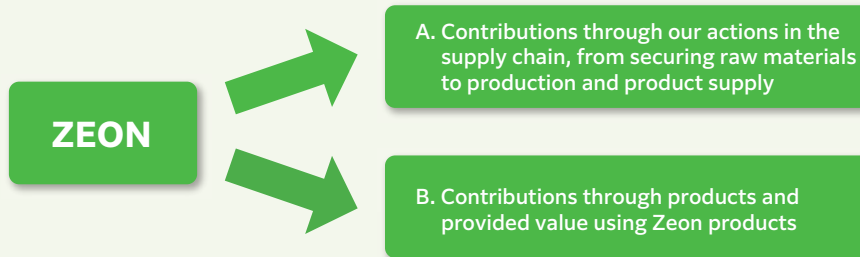 ZEON
A. Contributions through our actions in the
supply chain, from securing raw materials
to production and product supply
B. Contributions through products and
provided value using Zeon products